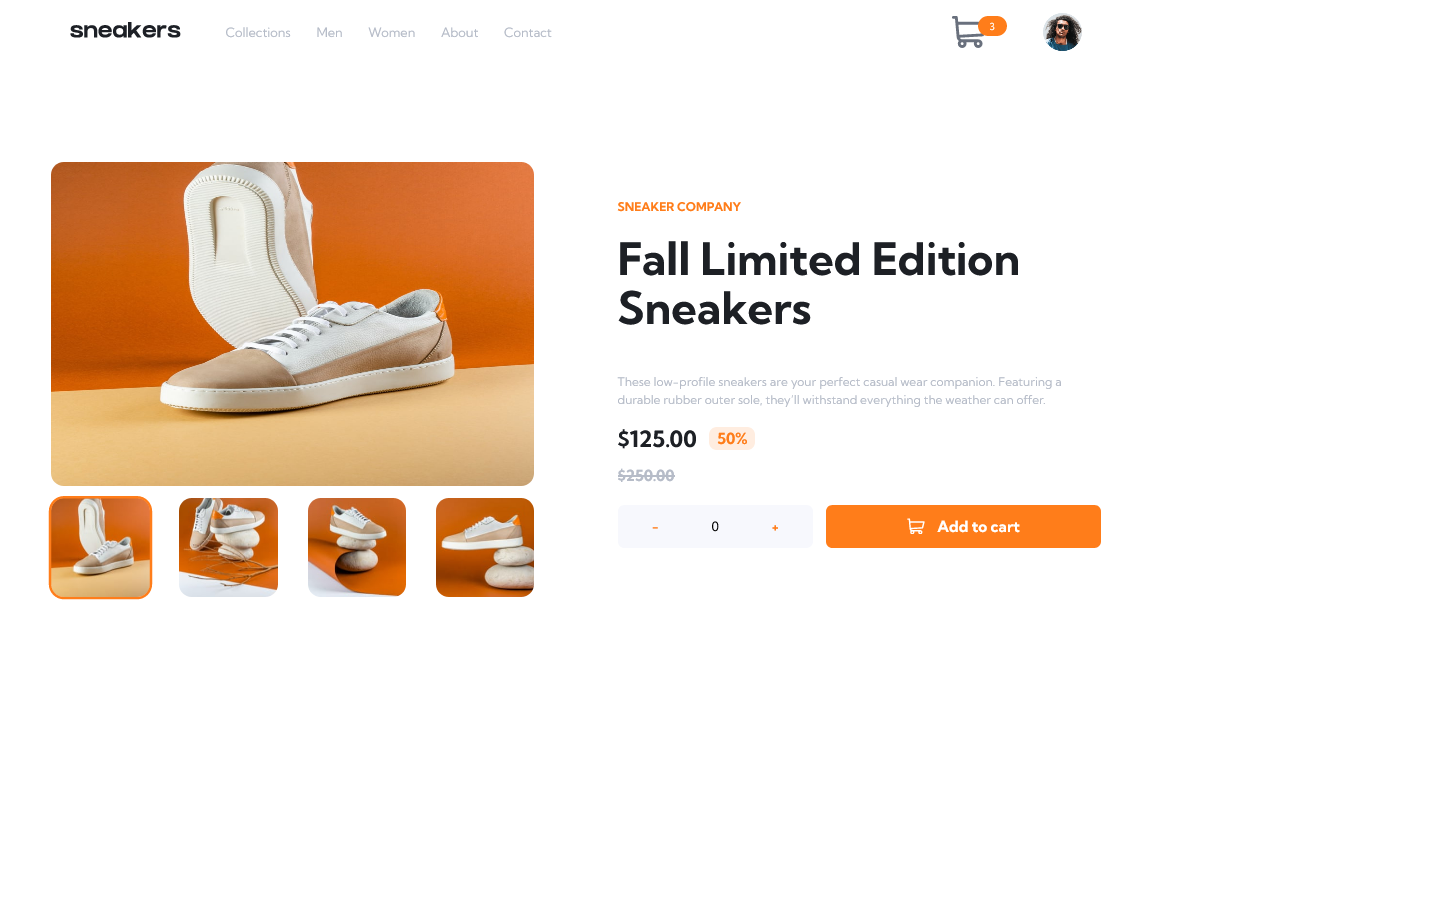 sneakers
Collections
Men
Women
About
Contact
3
SNEAKER COMPANY
Fall Limited Edition
Sneakers
These low-profile sneakers are your perfect casual wear companion. Featuring a
durable rubber outer sole, they'll withstand everything the weather can offer.
$125.00
50%
$250.00
-
0
+
Add to cart